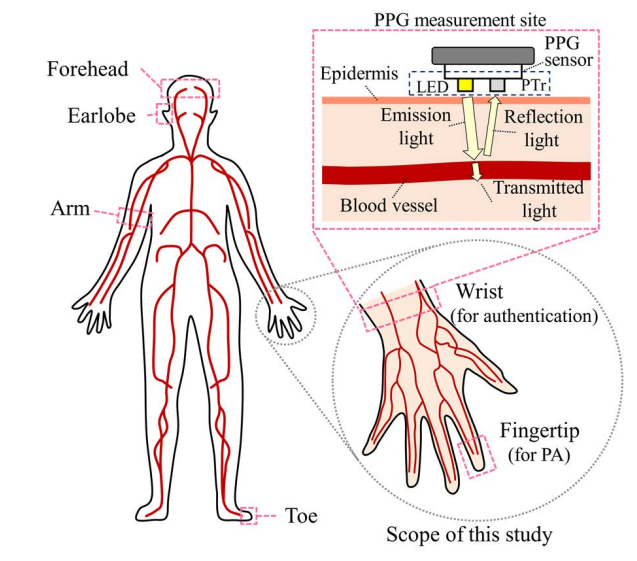 PPG measurement site
PPG
sensor
Epidermis
LED
PTr
Emission
light
Reflection
light
Blood vessel
Transmitted
light
Forehead
Earlobe
Arm
Toe
Wrist
(for authentication)
Fingertip
(for PA)
Scope of this study